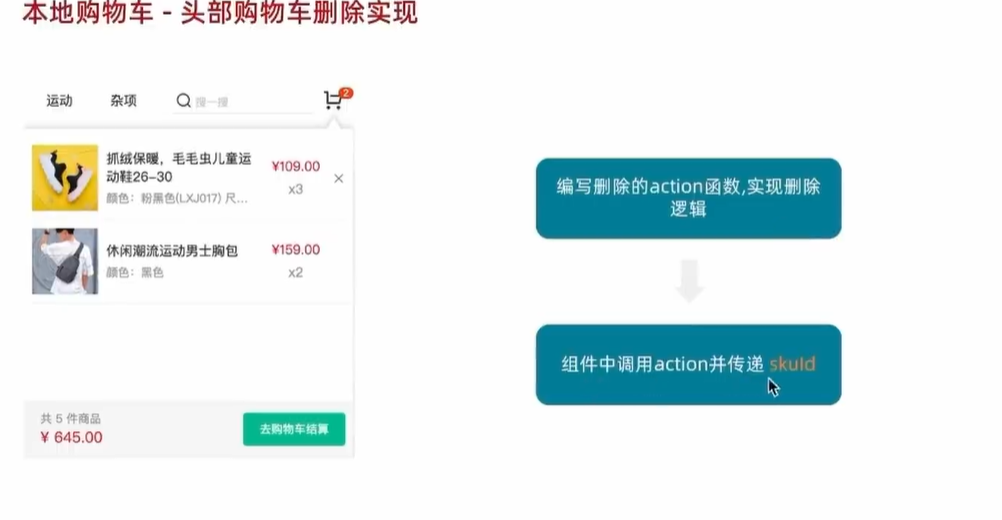 本地购物车 - 头部购物车删除实现
运动 杂项 搜一搜 2
抓绒保暖，毛毛虫儿童运
动鞋26-30
颜色：粉黑色(LXJ017) 尺...
¥109.00
x3
休闲潮流运动男士胸包
颜色：黑色
¥159.00
x2
共 5 件商品
¥ 645.00
去购物车结算
编写删除的action函数,实现删除
逻辑
组件中调用action并传递 skuId